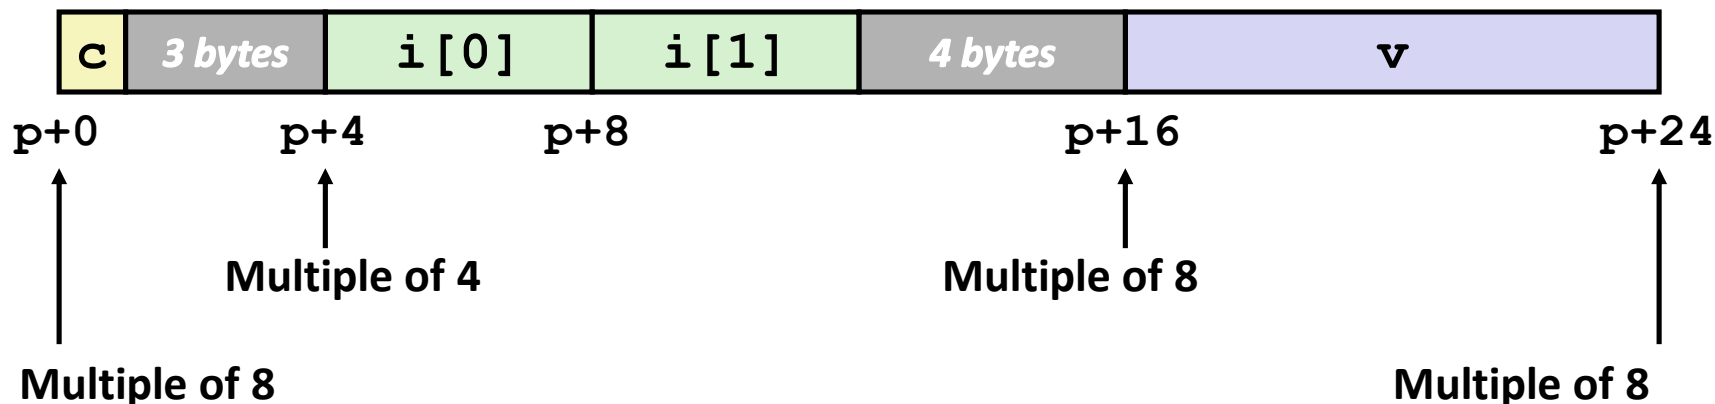 c 3 bytes i[0] i[1] 4 bytes v
p+0 p+4 p+8 p+16 p+24
Multiple of 4 Multiple of 8
Multiple of 8 Multiple of 8